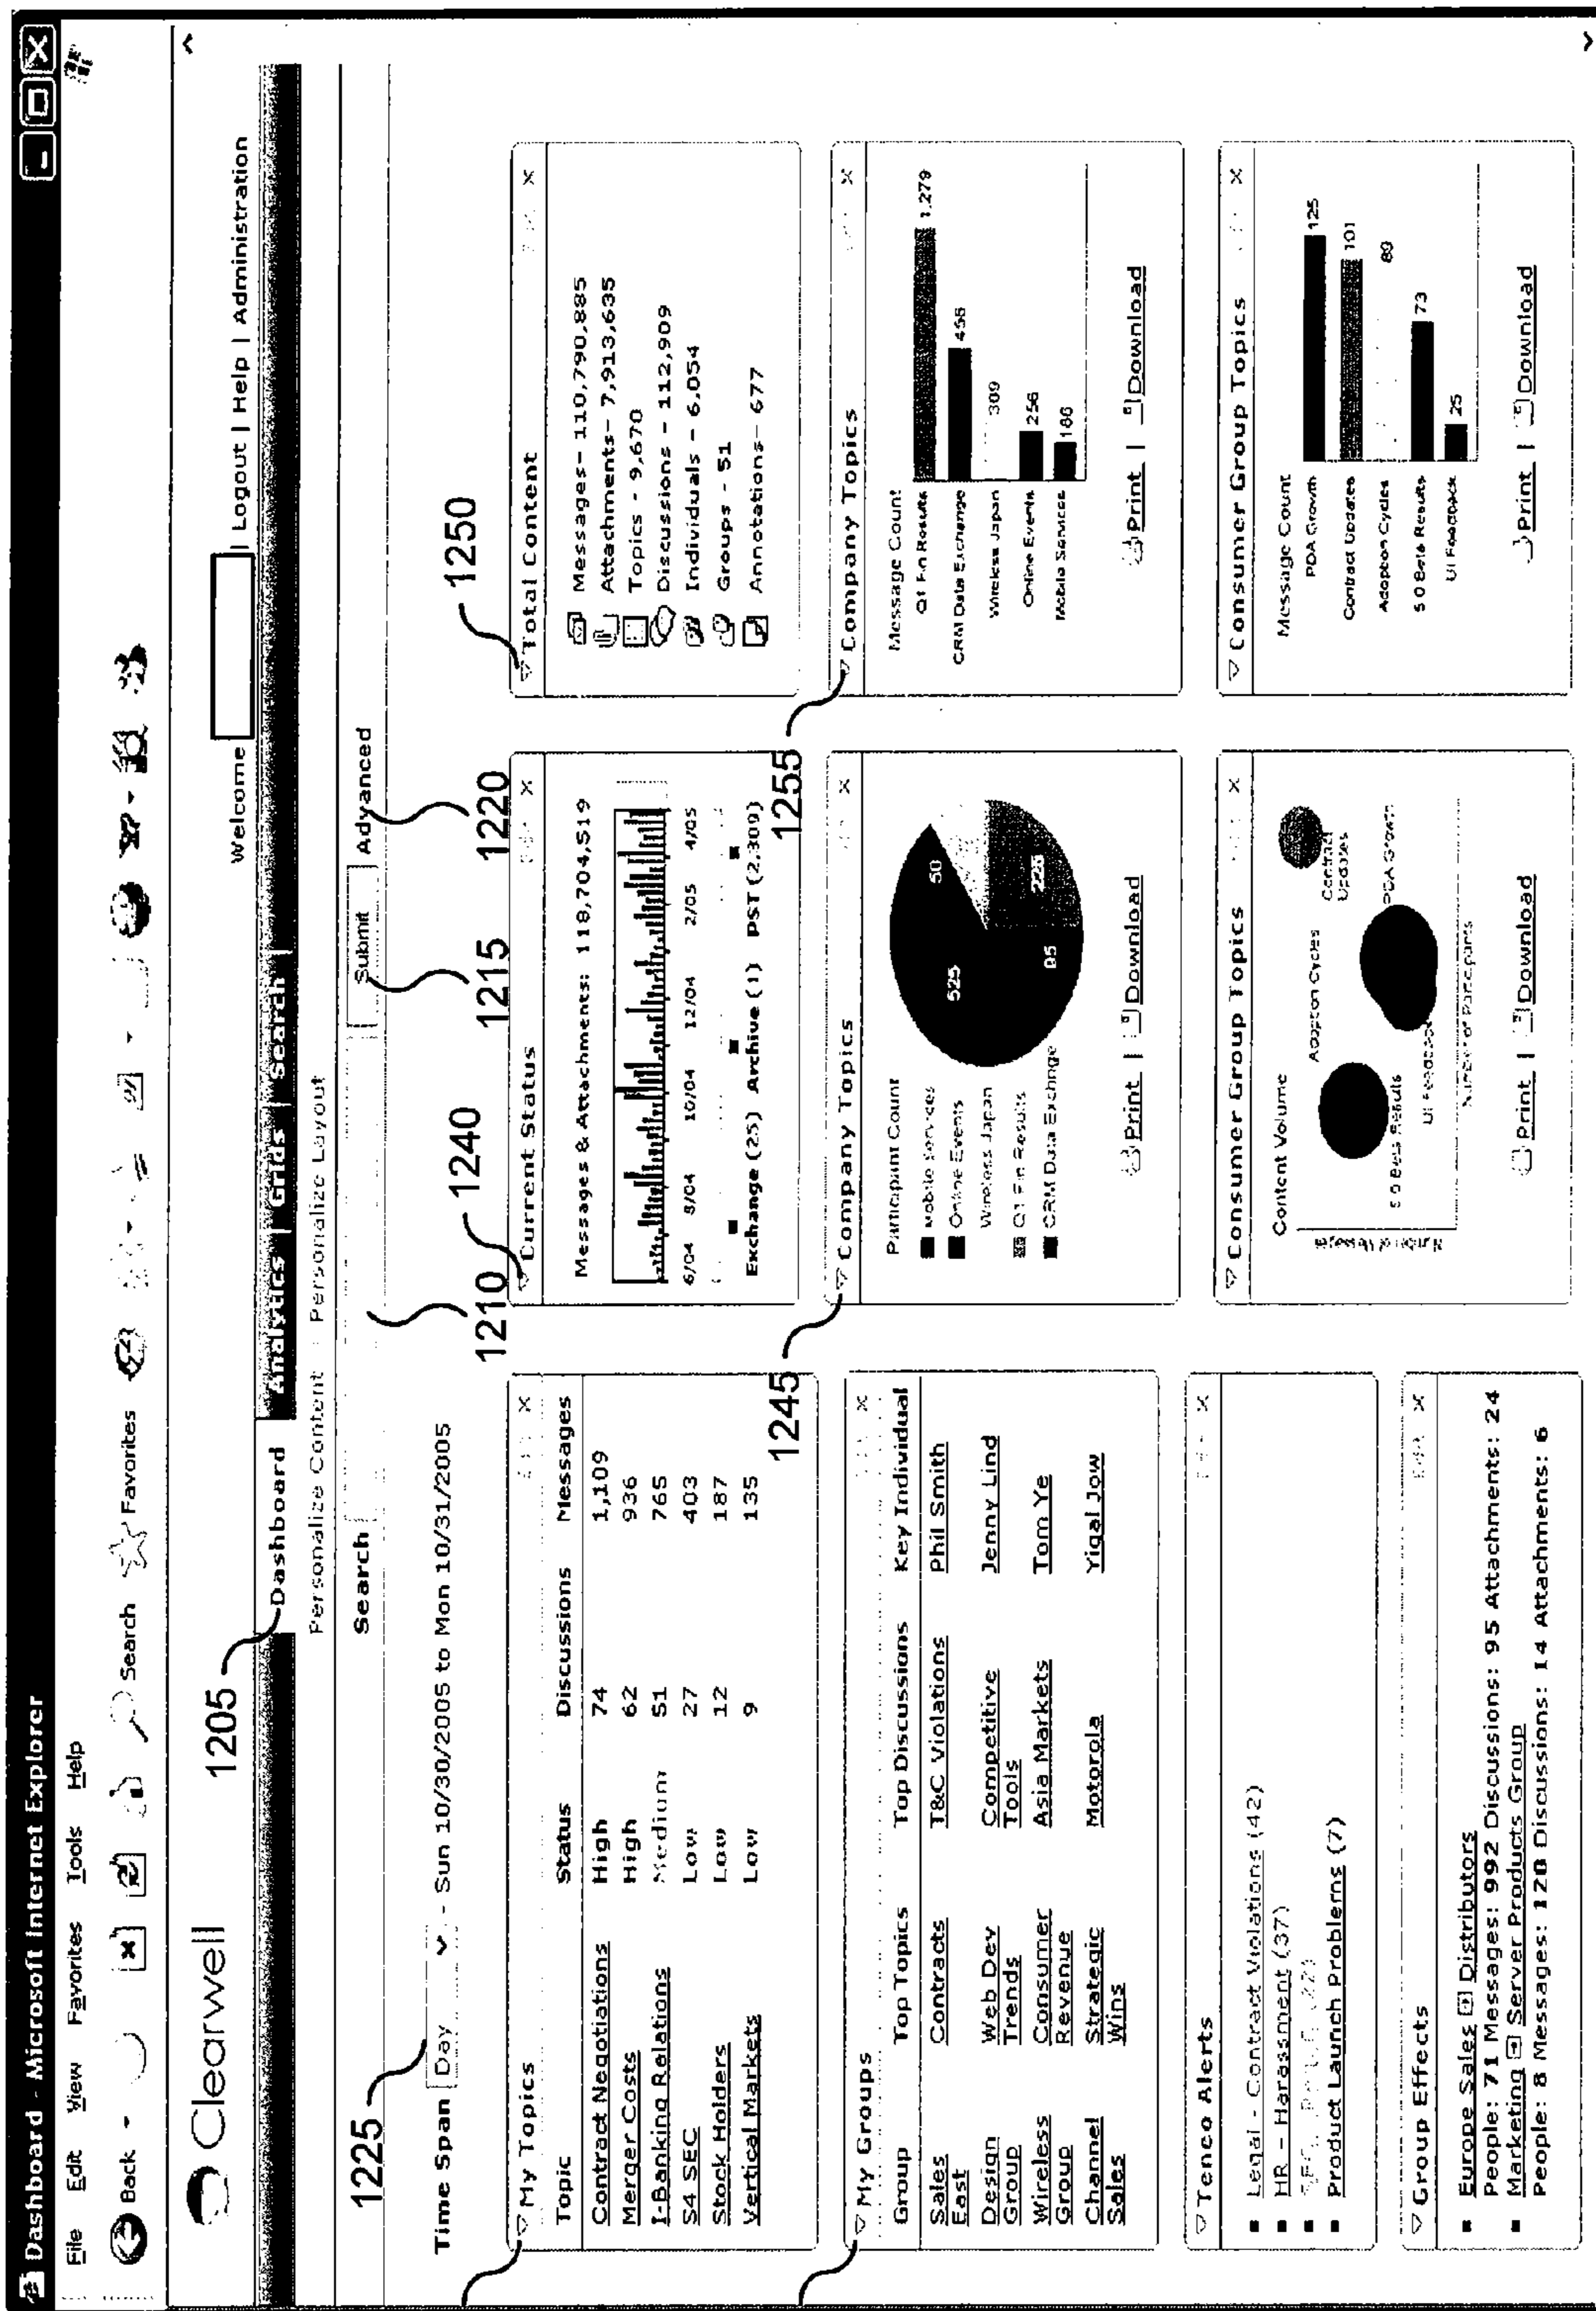 Dashboard - Microsoft Internet Explorer
File Edit View Favorites Tools Help
Back Search Favorites
Clearwell
1205
Welcome | Logout | Help | Administration
Dashboard Analytics | Grids | Search
Personalize Content Personalize Layout
Search Submit Advanced
1225
1210
1215
1220
Time Span Day - Sun 10/30/2005 to Mon 10/31/2005
My Topics
Topic Status Discussions Messages
Contract Negotiations High 74 1,109
Merger Costs High 62 936
I-Banking Relations Medium 51 765
S4 SEC Low 27 403
Stock Holders Low 12 187
Vertical Markets Low 9 135
My Groups
Group Top Topics Top Discussions Key Individual
Sales East Contracts T&C Violations Phil Smith
Design Group Web Dev Trends Competitive Tools Jenny Lind
Wireless Group Consumer Revenue Asia Markets Tom Ye
Channel Sales Strategic Wins Motorola Yigal Jow
Tenco Alerts
Legal - Contract Violations (42)
HR - Harassment (37)
Product Launch Problems (7)
Group Effects
Europe Sales Distributors
People: 71 Messages: 992 Discussions: 95 Attachments: 24
Marketing Server Products Group
People: 8 Messages: 128 Discussions: 14 Attachments: 6
1240
Current Status
Messages & Attachments: 118,704,519
6/04 8/04 10/04 12/04 2/05 4/05
Exchange (25) Archive (1) PST (2,309)
1245
Company Topics
Participant Count
Mobile Services
Online Events
Wireless Japan
Q1 Fin Results
CRM Data Exchnge
525
50
95
Print | Download
Consumer Group Topics
Content Volume
Adoption Cycles
Contract Updates
5 0 Beta Results
UI Feedback
PDA Growth
Number of Participants
Print | Download
1250
Total Content
Messages- 110,790,885
Attachments- 7,913,635
Topics - 9,670
Discussions - 112,909
Individuals - 6,054
Groups - 51
Annotations- 677
1255
Company Topics
Message Count
Q1 Fin Results 1,279
CRM Data Exchange 456
Wireless Japan 309
Online Events 256
Mobile Services 186
Print | Download
Consumer Group Topics
Message Count
PDA Growth 125
Contract Updates 101
Adoption Cycles 89
5 0 Beta Results 73
UI Feedback 25
Print | Download